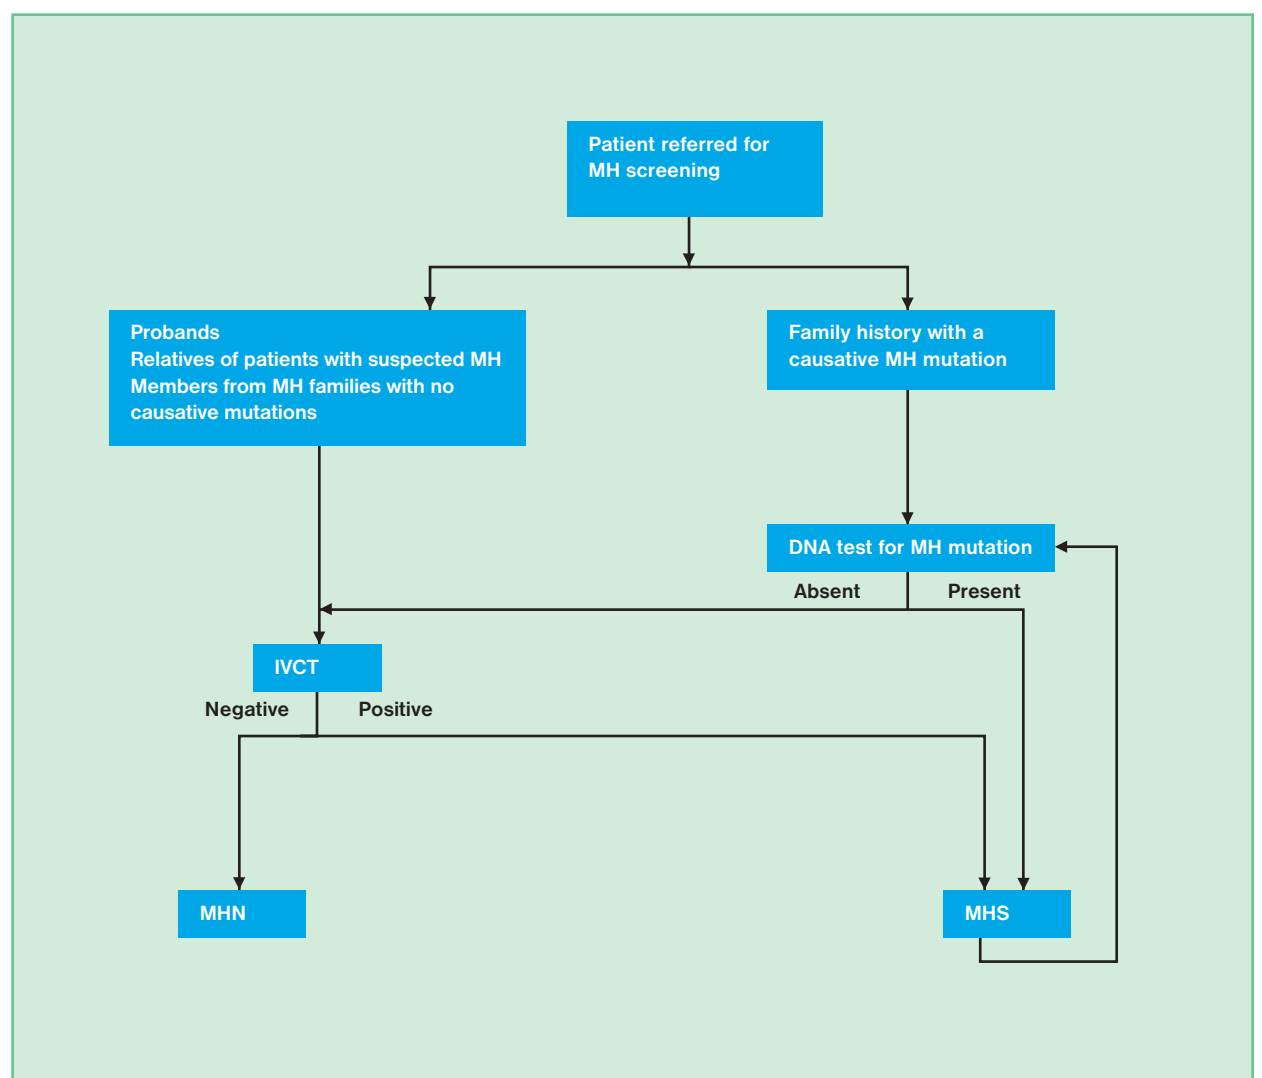 Patient referred for
MH screening
Probands
Relatives of patients with suspected MH
Members from MH families with no
causative mutations
Family history with a
causative MH mutation
DNA test for MH mutation
Absent
Present
IVCT
Negative
Positive
MHN
MHS